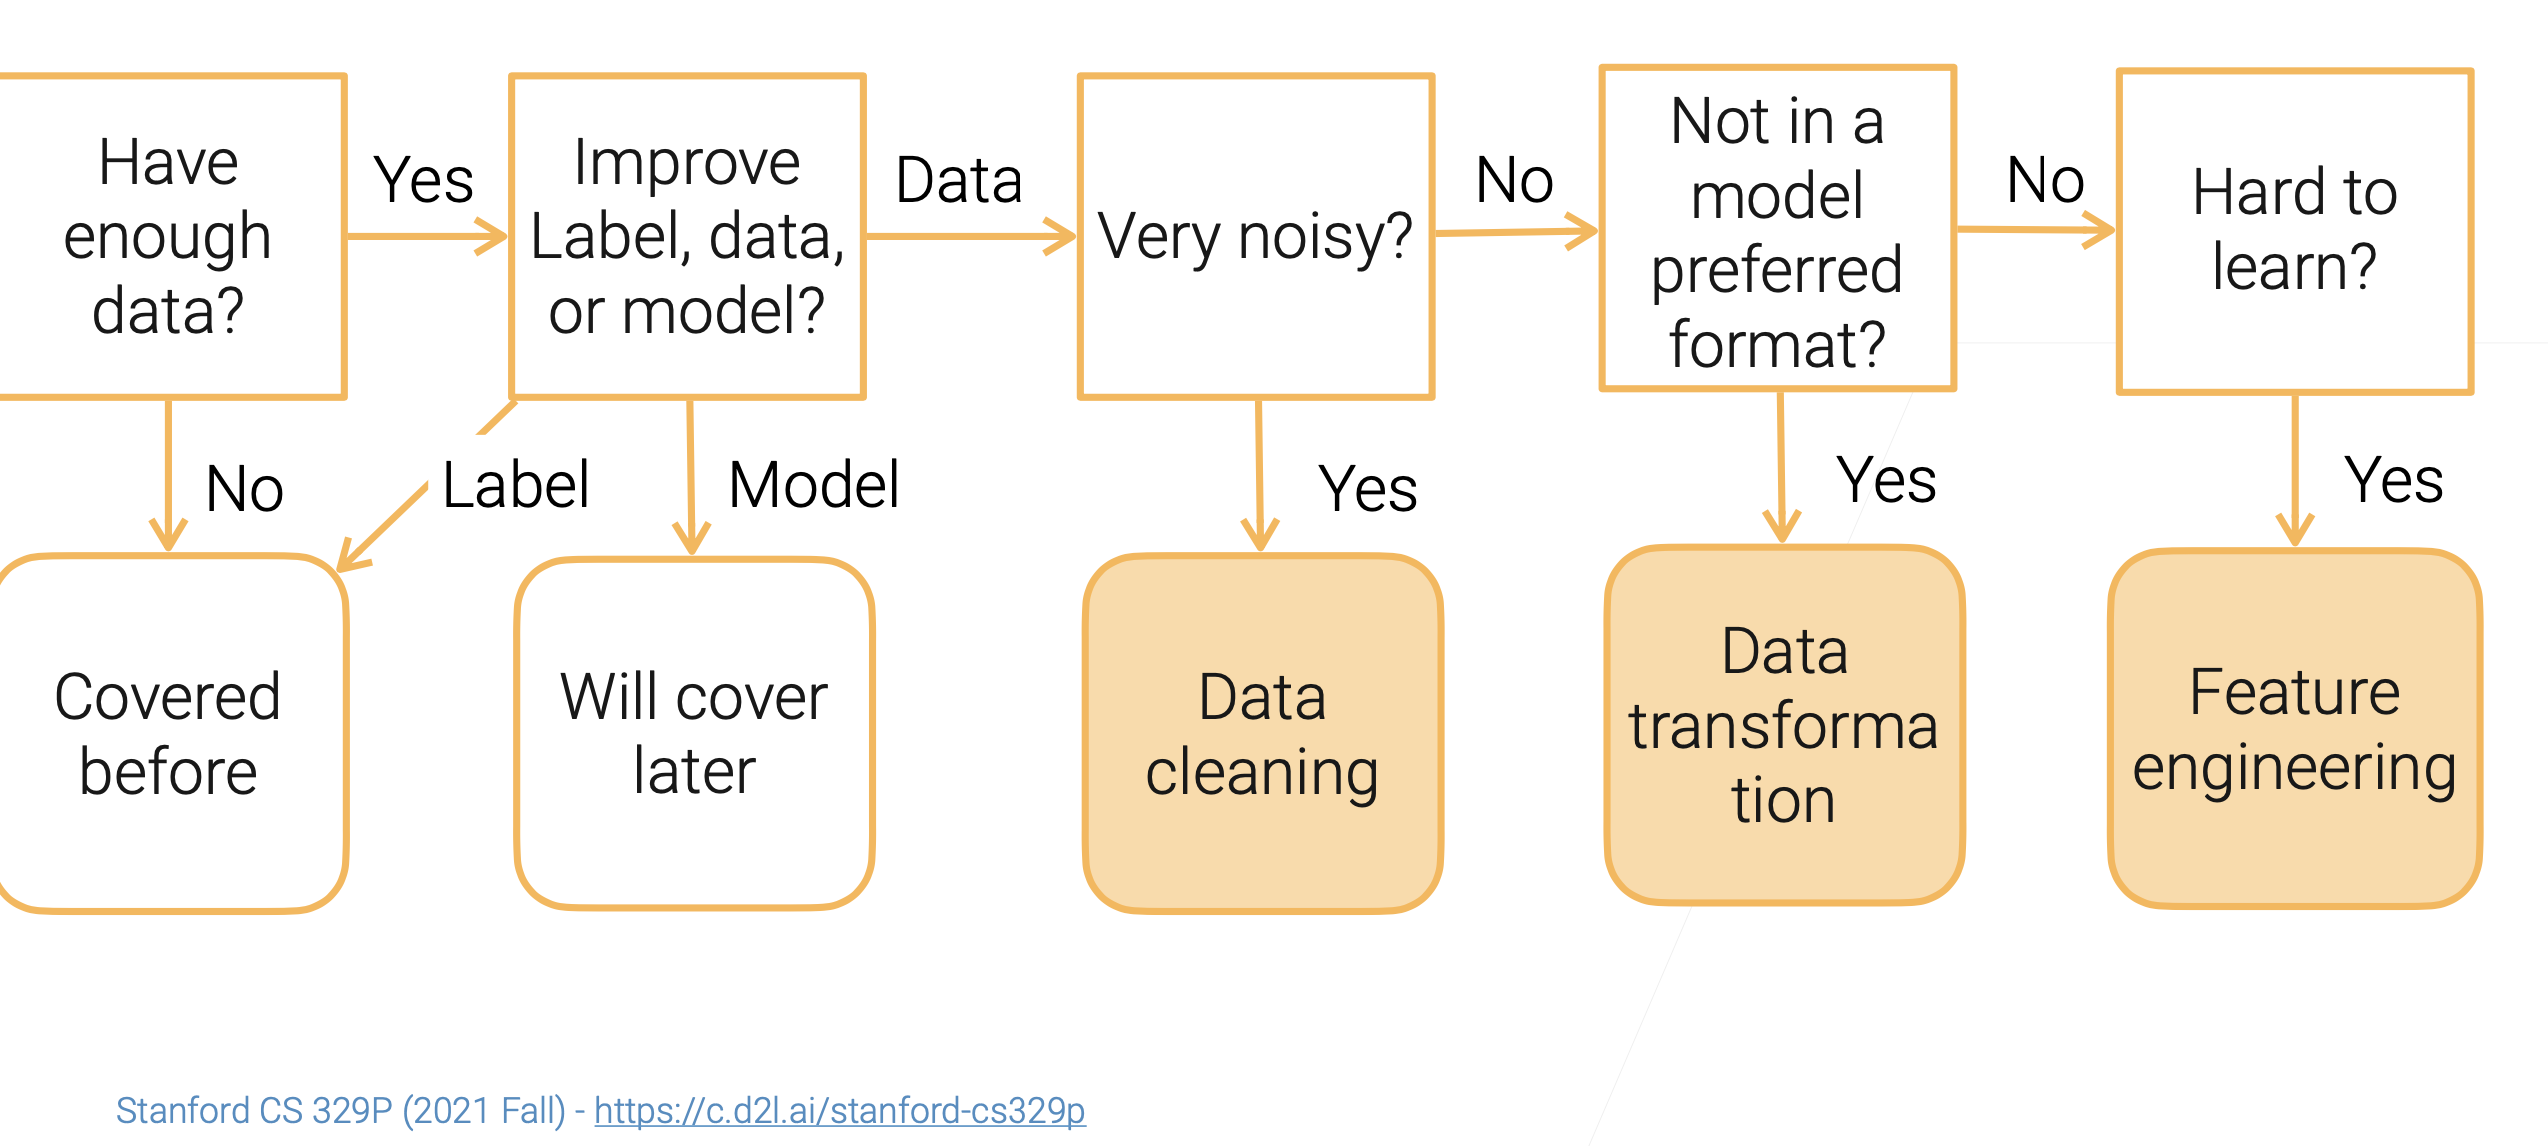 Have
enough
data?
Yes
Improve
Label, data,
or model?
Data
Very noisy?
No
Not in a
model
preferred
format?
No
Hard to
learn?
No
Label
Model
Yes
Yes
Yes
Covered
before
Will cover
later
Data
cleaning
Data
transforma
tion
Feature
engineering
Stanford CS 329P (2021 Fall) - https://c.d2l.ai/stanford-cs329p